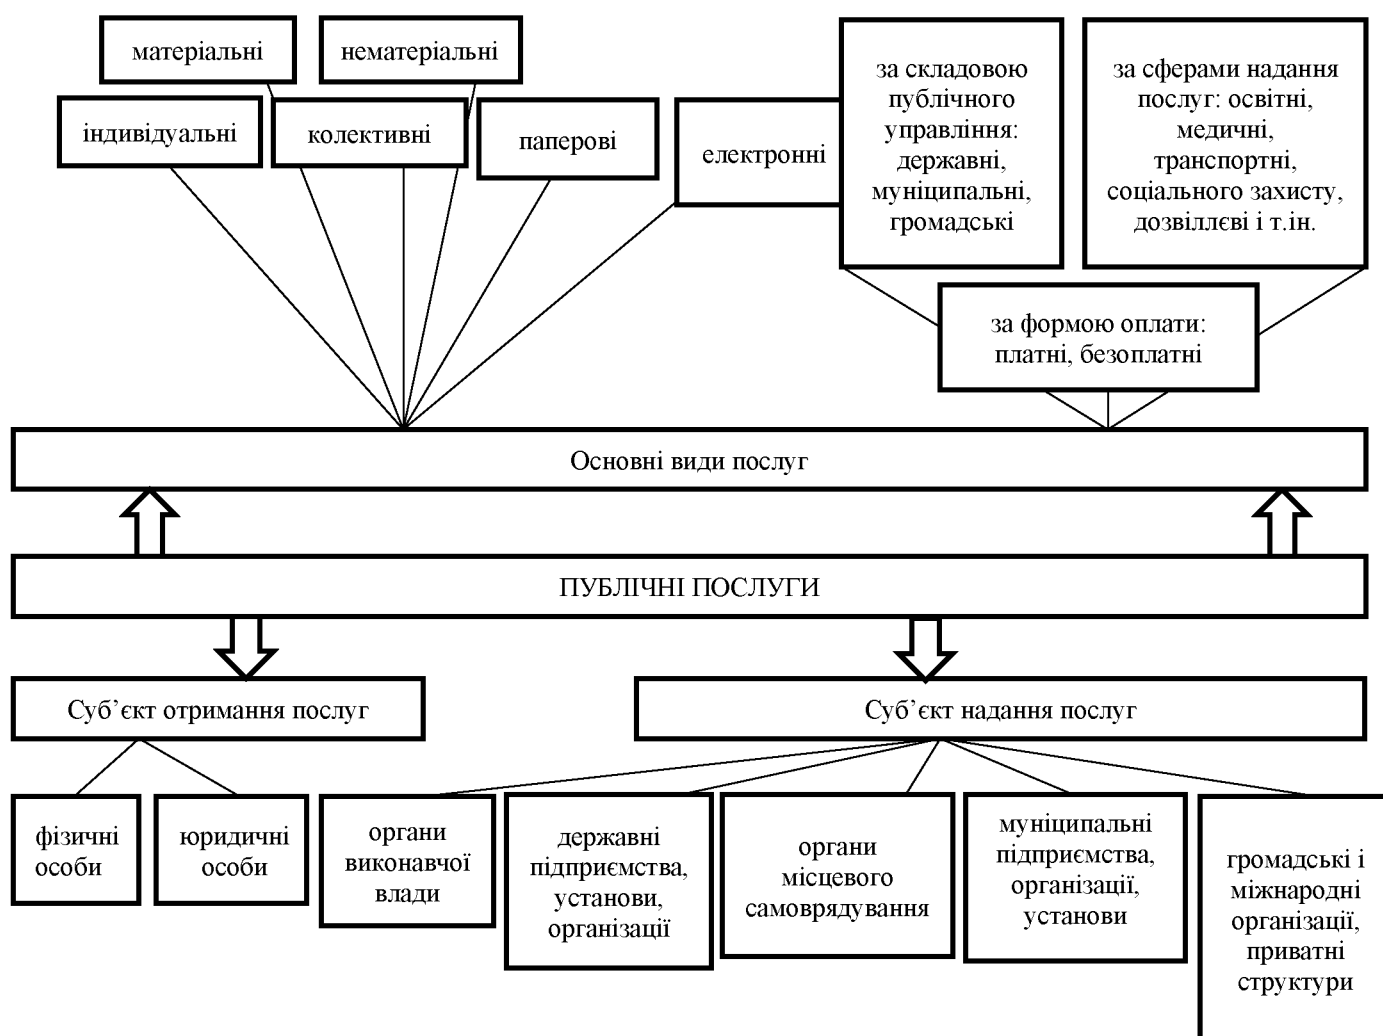 матеріальні
нематеріальні
індивідуальні
колективні
паперові
електронні
за складовою
публічного
управління:
державні,
муніципальні,
громадські
за сферами надання
послуг: освітні,
медичні,
транспортні,
соціального захисту,
дозвіллєві і т.ін.
за формою оплати:
платні, безоплатні
Основні види послуг
ПУБЛІЧНІ ПОСЛУГИ
Суб’єкт отримання послуг
Суб’єкт надання послуг
фізичні
особи
юридичні
особи
органи
виконавчої
влади
державні
підприємства,
установи,
організації
органи
місцевого
самоврядування
муніципальні
підприємства,
організації,
установи
громадські і
міжнародні
організації,
приватні
структури